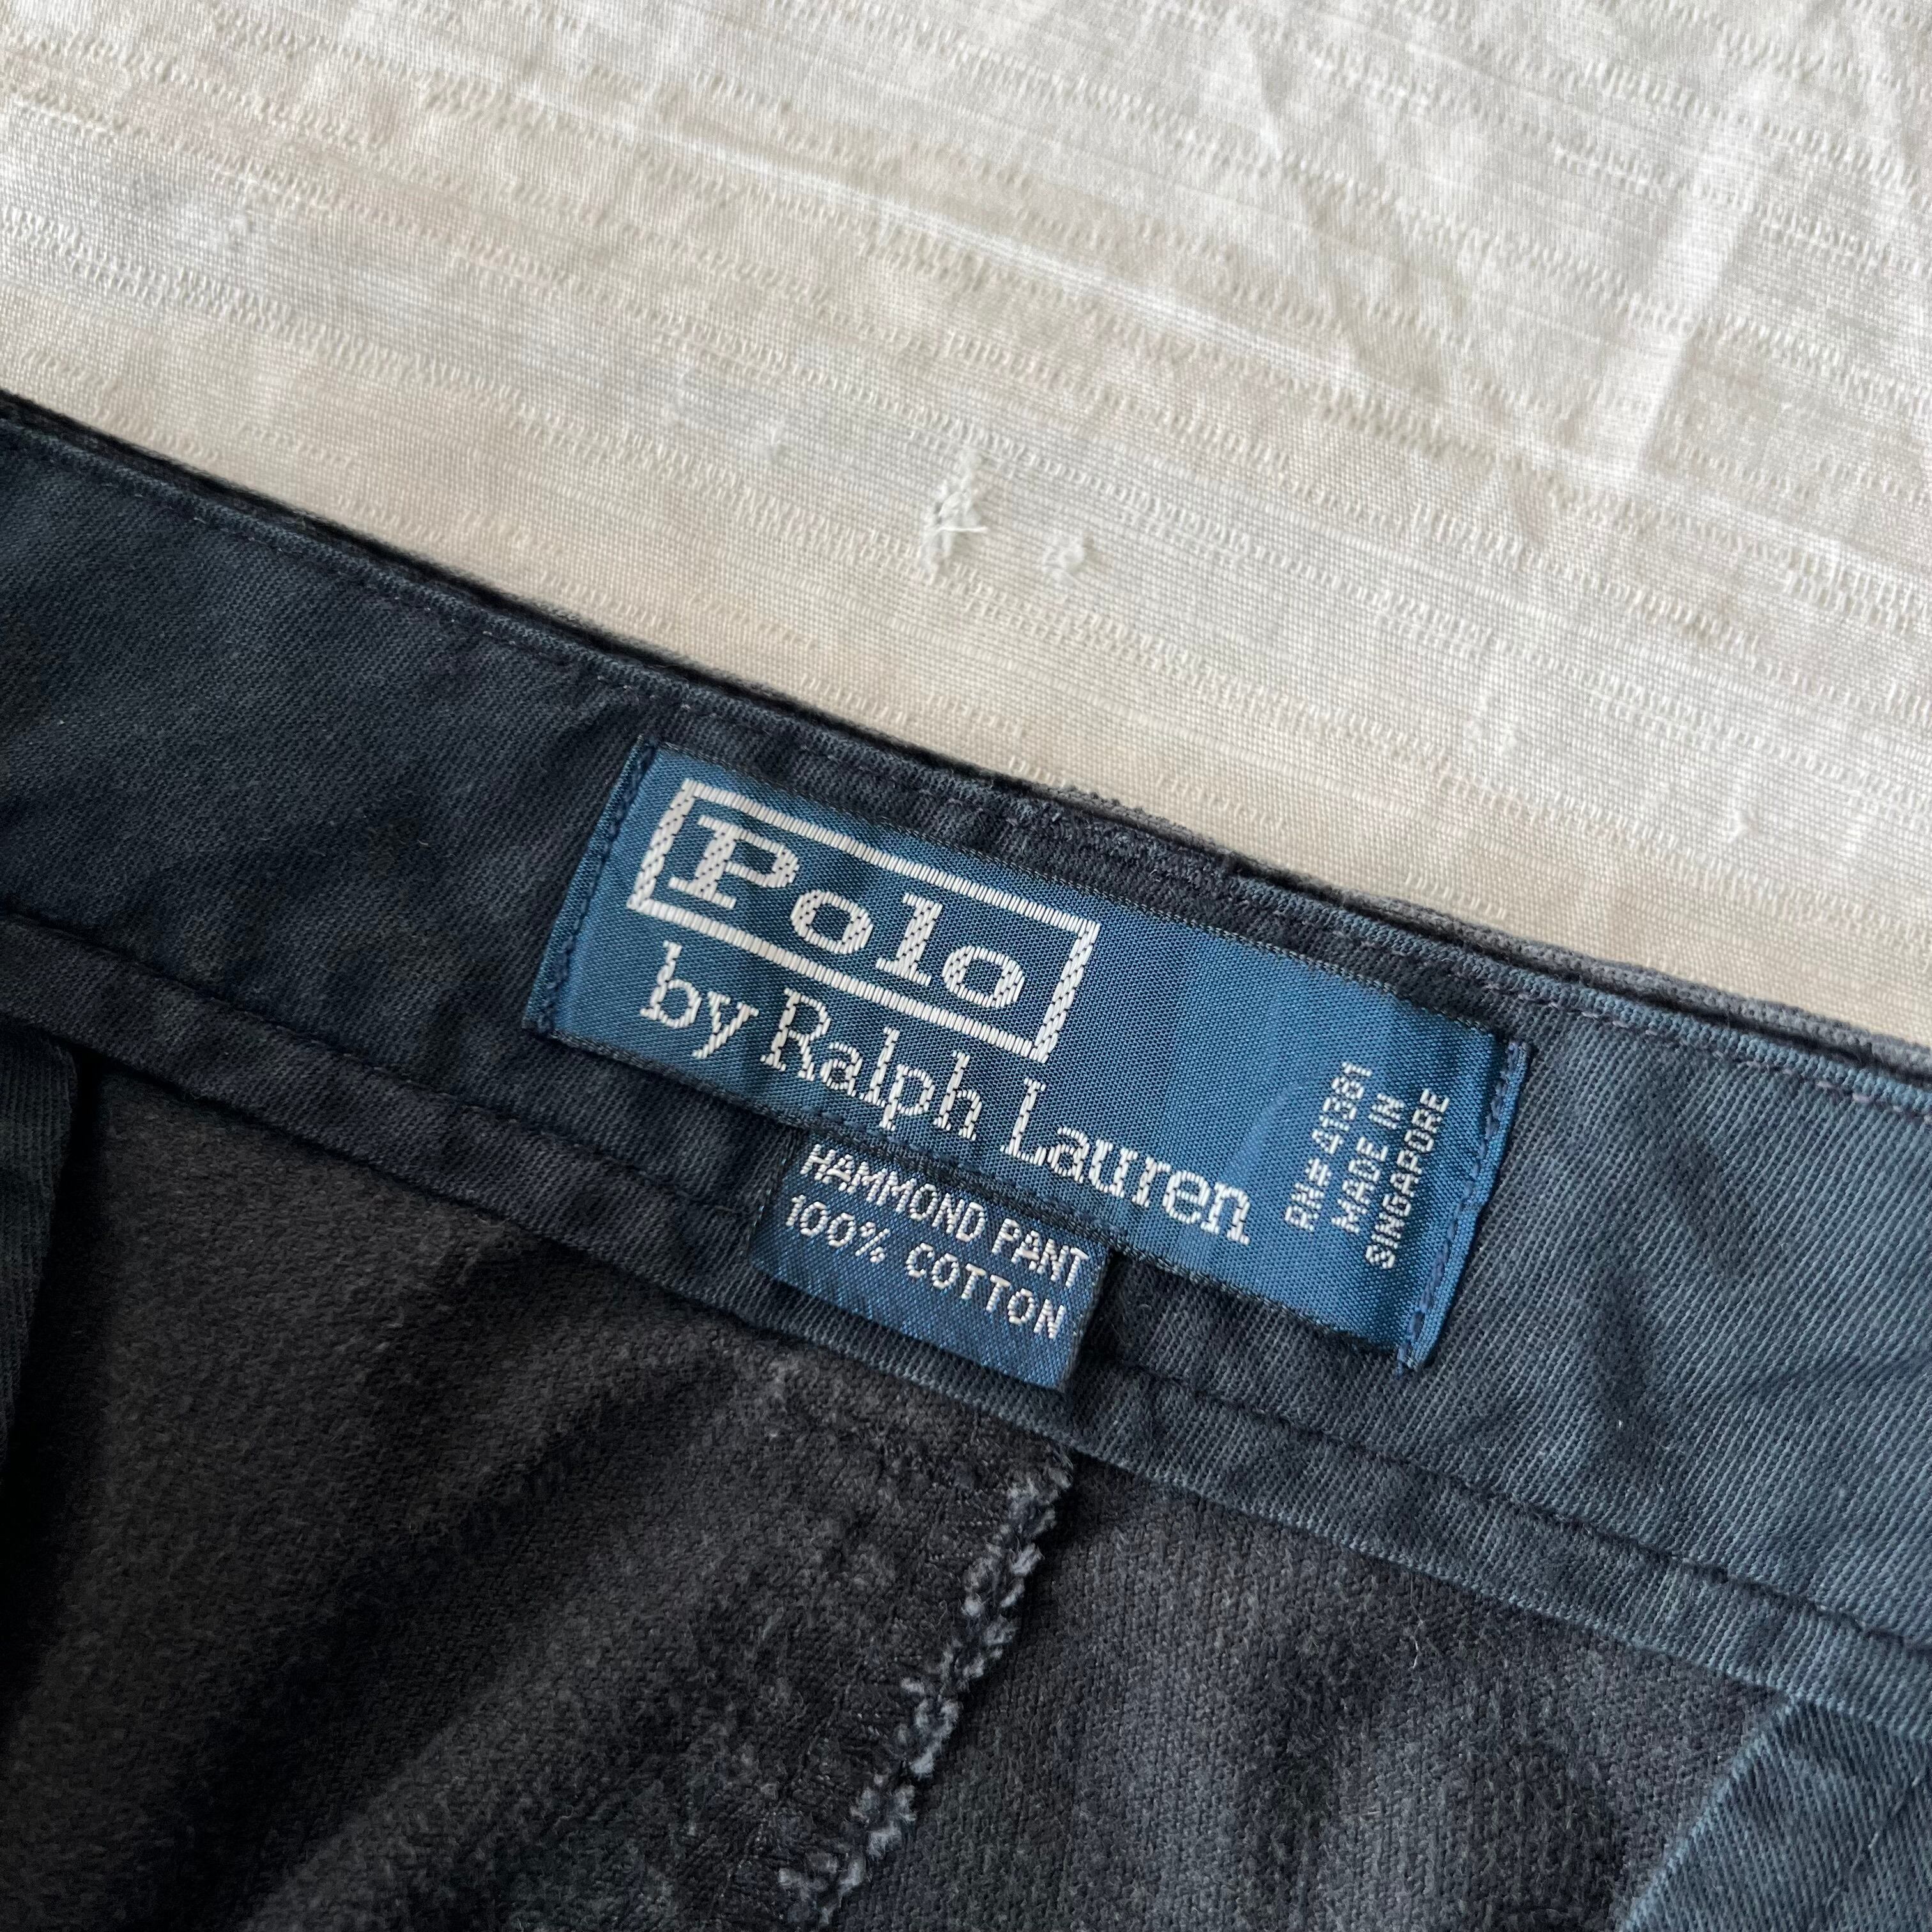 Polo
by Ralph Lauren
RN# 41381
MADE IN
SINGAPORE
HAMMOND PANT
100% COTTON